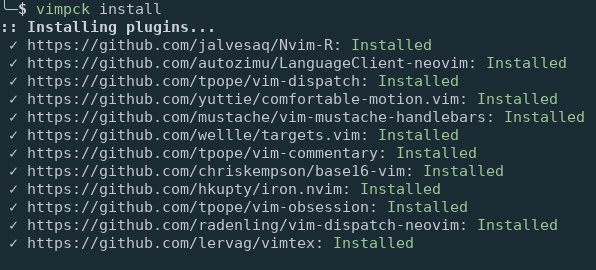 ╰─$ vimpck install
:: Installing plugins...
✓ https://github.com/jalvesaq/Nvim-R: Installed
✓ https://github.com/autozimu/LanguageClient-neovim: Installed
✓ https://github.com/tpope/vim-dispatch: Installed
✓ https://github.com/yuttie/comfortable-motion.vim: Installed
✓ https://github.com/mustache/vim-mustache-handlebars: Installed
✓ https://github.com/wellle/targets.vim: Installed
✓ https://github.com/tpope/vim-commentary: Installed
✓ https://github.com/chriskempson/base16-vim: Installed
✓ https://github.com/hkupty/iron.nvim: Installed
✓ https://github.com/tpope/vim-obsession: Installed
✓ https://github.com/radenling/vim-dispatch-neovim: Installed
✓ https://github.com/lervag/vimtex: Installed